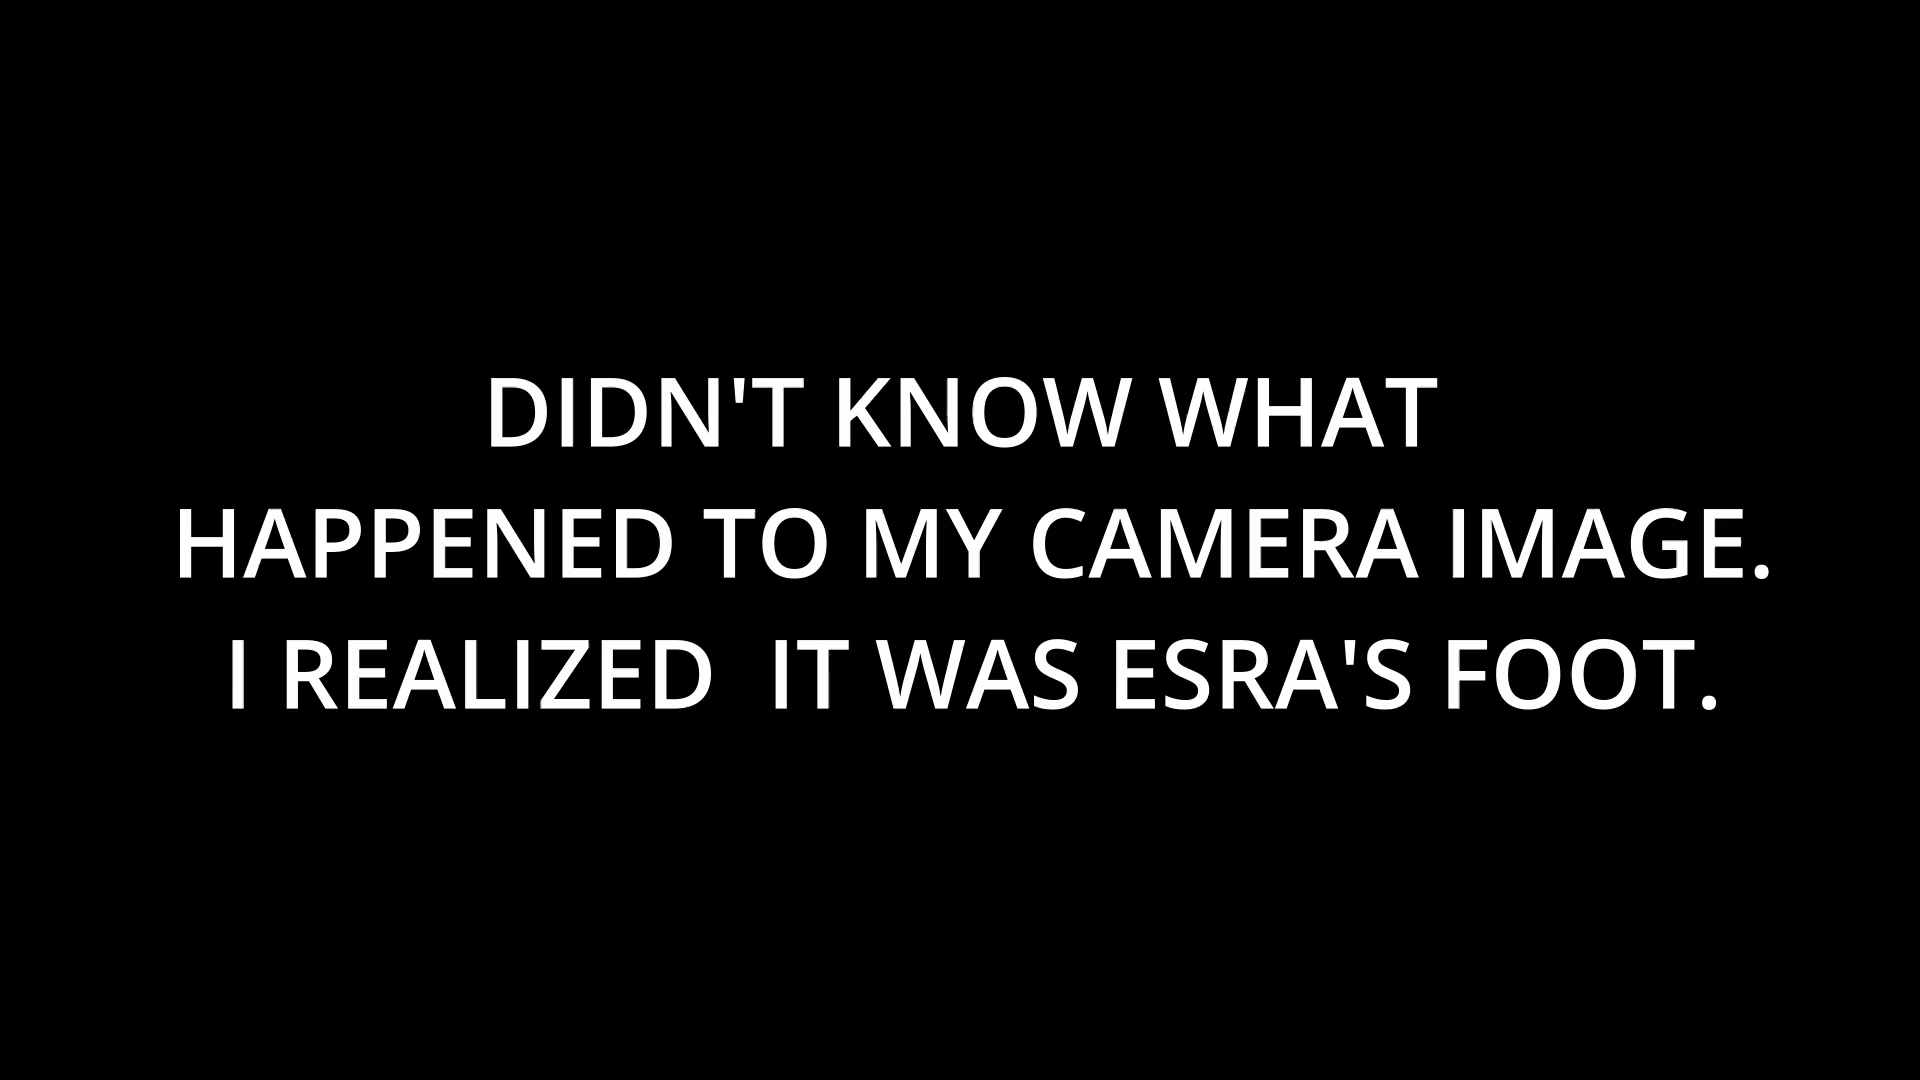 DIDN'T KNOW WHAT
HAPPENED TO MY CAMERA IMAGE.
I REALIZED  IT WAS ESRA'S FOOT.